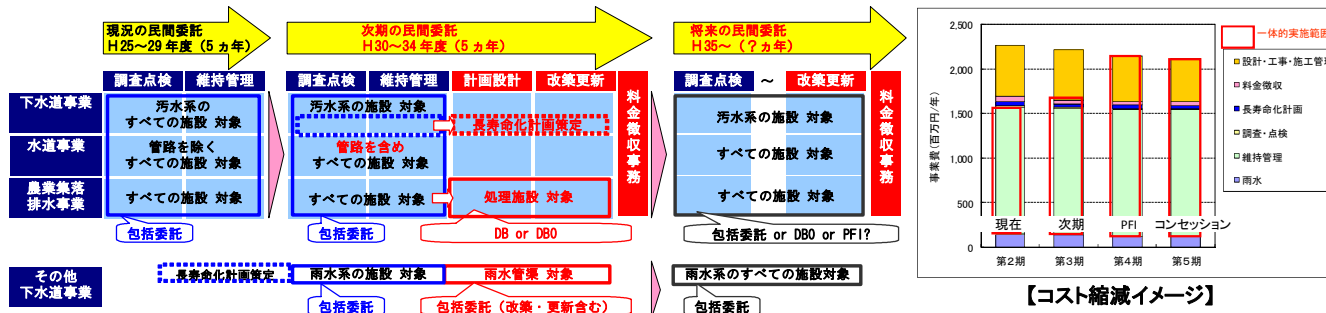 現況の民間委託
H25～29年度(5ヵ年)
次期の民間委託
H30～34年度(5ヵ年)
将来の民間委託
H35～(?ヵ年)
調査点検
維持管理
調査点検
維持管理
計画設計
改築更新
料金徴収事務
調査点検
～
改築更新
料金徴収事務
下水道事業
汚水系の
すべての施設 対象
汚水系の施設 対象
長寿命化計画策定
汚水系の施設 対象
水道事業
管路を除く
すべての施設 対象
管路を含め
すべての施設 対象
すべての施設 対象
農業集落
排水事業
すべての施設 対象
すべての施設 対象
処理施設 対象
すべての施設 対象
包括委託
包括委託
DB or DBO
包括委託 or DBO or PFI?
その他
下水道事業
長寿命化計画策定
雨水系の施設 対象
雨水管渠 対象
雨水系のすべての施設対象
包括委託
包括委託(改築・更新含む)
包括委託
事業費(百万円/年)
2,500
2,000
1,500
1,000
500
0
現在
次期
PFI
コンセッション
第2期
第3期
第4期
第5期
一体的実施範囲
設計・工事・施工管理
料金徴収
長寿命化計画
調査・点検
維持管理
雨水
【コスト縮減イメージ】